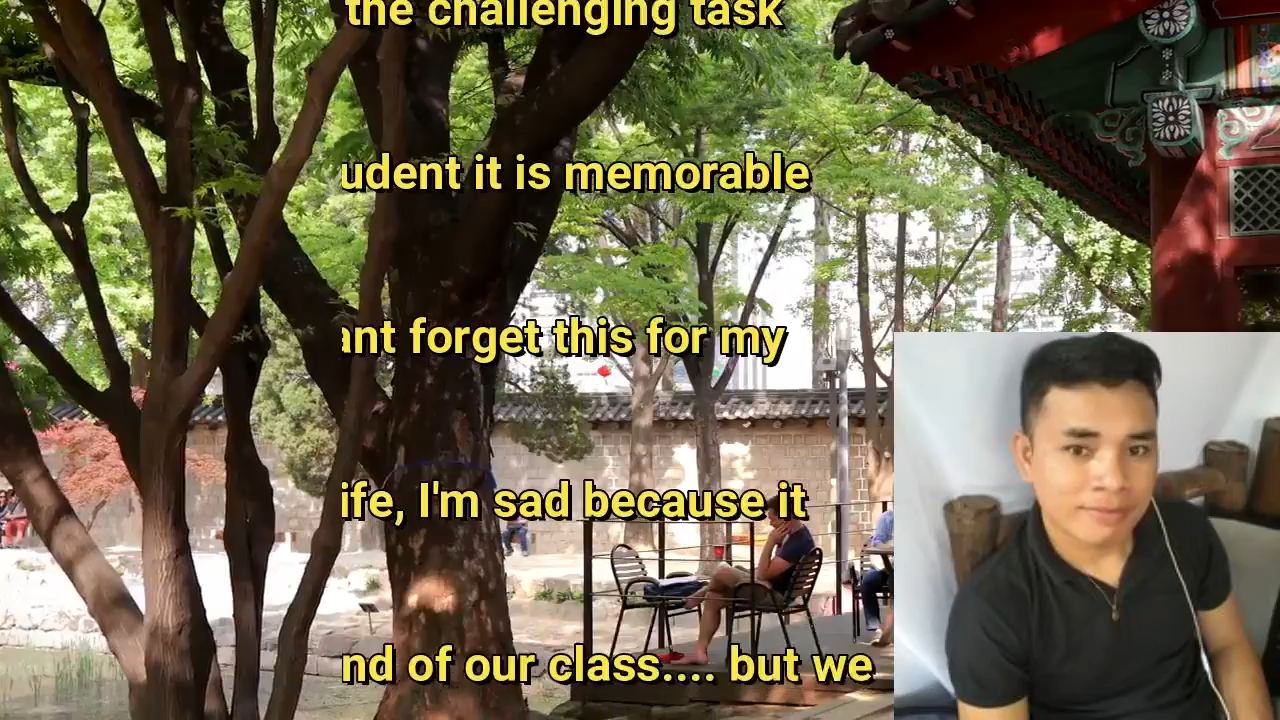 the challenging task
udent it is memorable
ant forget this for my
ife, I'm sad because it
nd of our class.... but we